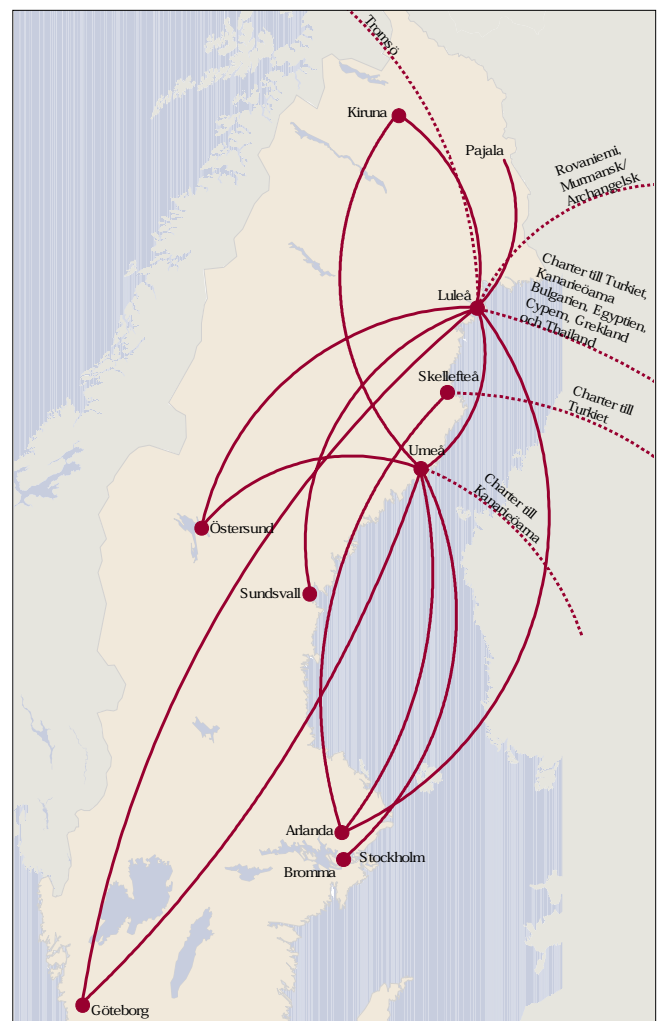 Tromsö
Kiruna
Pajala
Rovaniemi,
Murmansk/
Archangelsk
Charter till Turkiet,
Kanarieöarna
Bulgarien, Egyptien,
Cypern, Grekland
och Thailand
Luleå
Skellefteå
Charter till
Turkiet
Umeå
Charter till
Kanarieöarna
Östersund
Sundsvall
Arlanda
Stockholm
Bromma
Göteborg